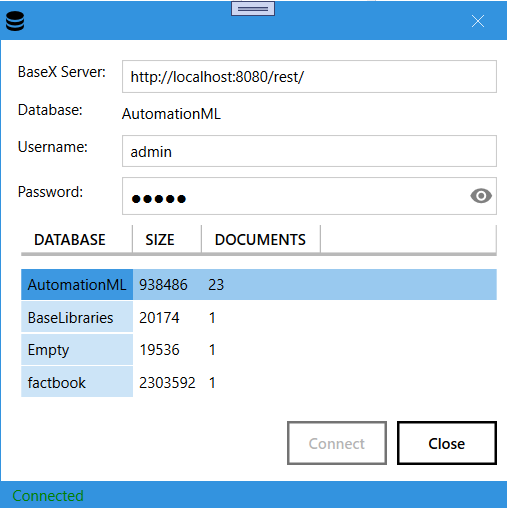 BaseX Server: http://localhost:8080/rest/
Database: AutomationML
Username: admin
Password: ●●●●●
DATABASE SIZE DOCUMENTS
AutomationML 938486 23
BaseLibraries 20174 1
Empty 19536 1
factbook 2303592 1
Connect Close
Connected